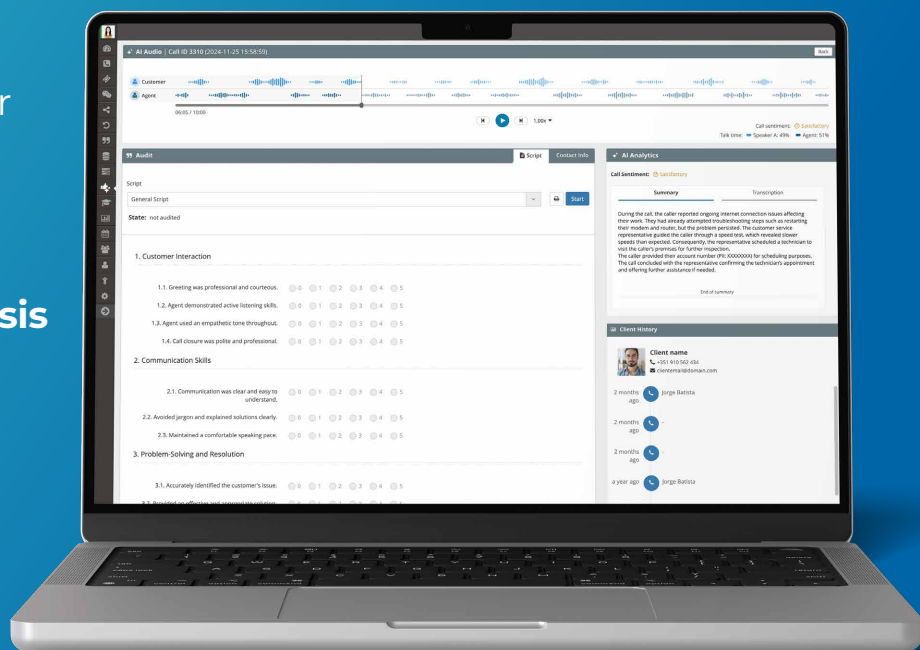 r
sis
AI Audio | Call ID 3310 (2024-11-25 15:58:59)
Back
Customer
Agent
06:05 / 10:00
1.00x
Call sentiment: Satisfactory
Talk time: Speaker A: 49% Agent: 51%
Audit
Script
Contact Info
Script
General Script
Start
State: not audited
1. Customer Interaction
1.1. Greeting was professional and courteous. 0 1 2 3 4 5
1.2. Agent demonstrated active listening skills. 0 1 2 3 4 5
1.3. Agent used an empathetic tone throughout. 0 1 2 3 4 5
1.4. Call closure was polite and professional. 0 1 2 3 4 5
2. Communication Skills
2.1. Communication was clear and easy to
understand. 0 1 2 3 4 5
2.2. Avoided jargon and explained solutions clearly. 0 1 2 3 4 5
2.3. Maintained a comfortable speaking pace. 0 1 2 3 4 5
3. Problem-Solving and Resolution
3.1. Accurately identified the customer's issue. 0 1 2 3 4 5
3.2. Provided an effective and appropriate solution.
AI Analytics
Call Sentiment: Satisfactory
Summary
Transcription
During the call, the caller reported ongoing internet connection issues affecting
their work. They had already attempted troubleshooting steps such as restarting
their modem and router, but the problem persisted. The customer service
representative guided the caller through a speed test, which revealed slower
speeds than expected. Consequently, the representative scheduled a technician to
visit the caller's premises for further inspection.
The caller provided their account number (PII: XXXXXXXX) for scheduling purposes.
The call concluded with the representative confirming the technician's appointment
and offering further assistance if needed.
End of summary
Client History
Client name
+351 910 562 434
clientemail@domain.com
2 months
ago
Jorge Batista
2 months
ago
-
2 months
ago
-
a year ago
Jorge Batista